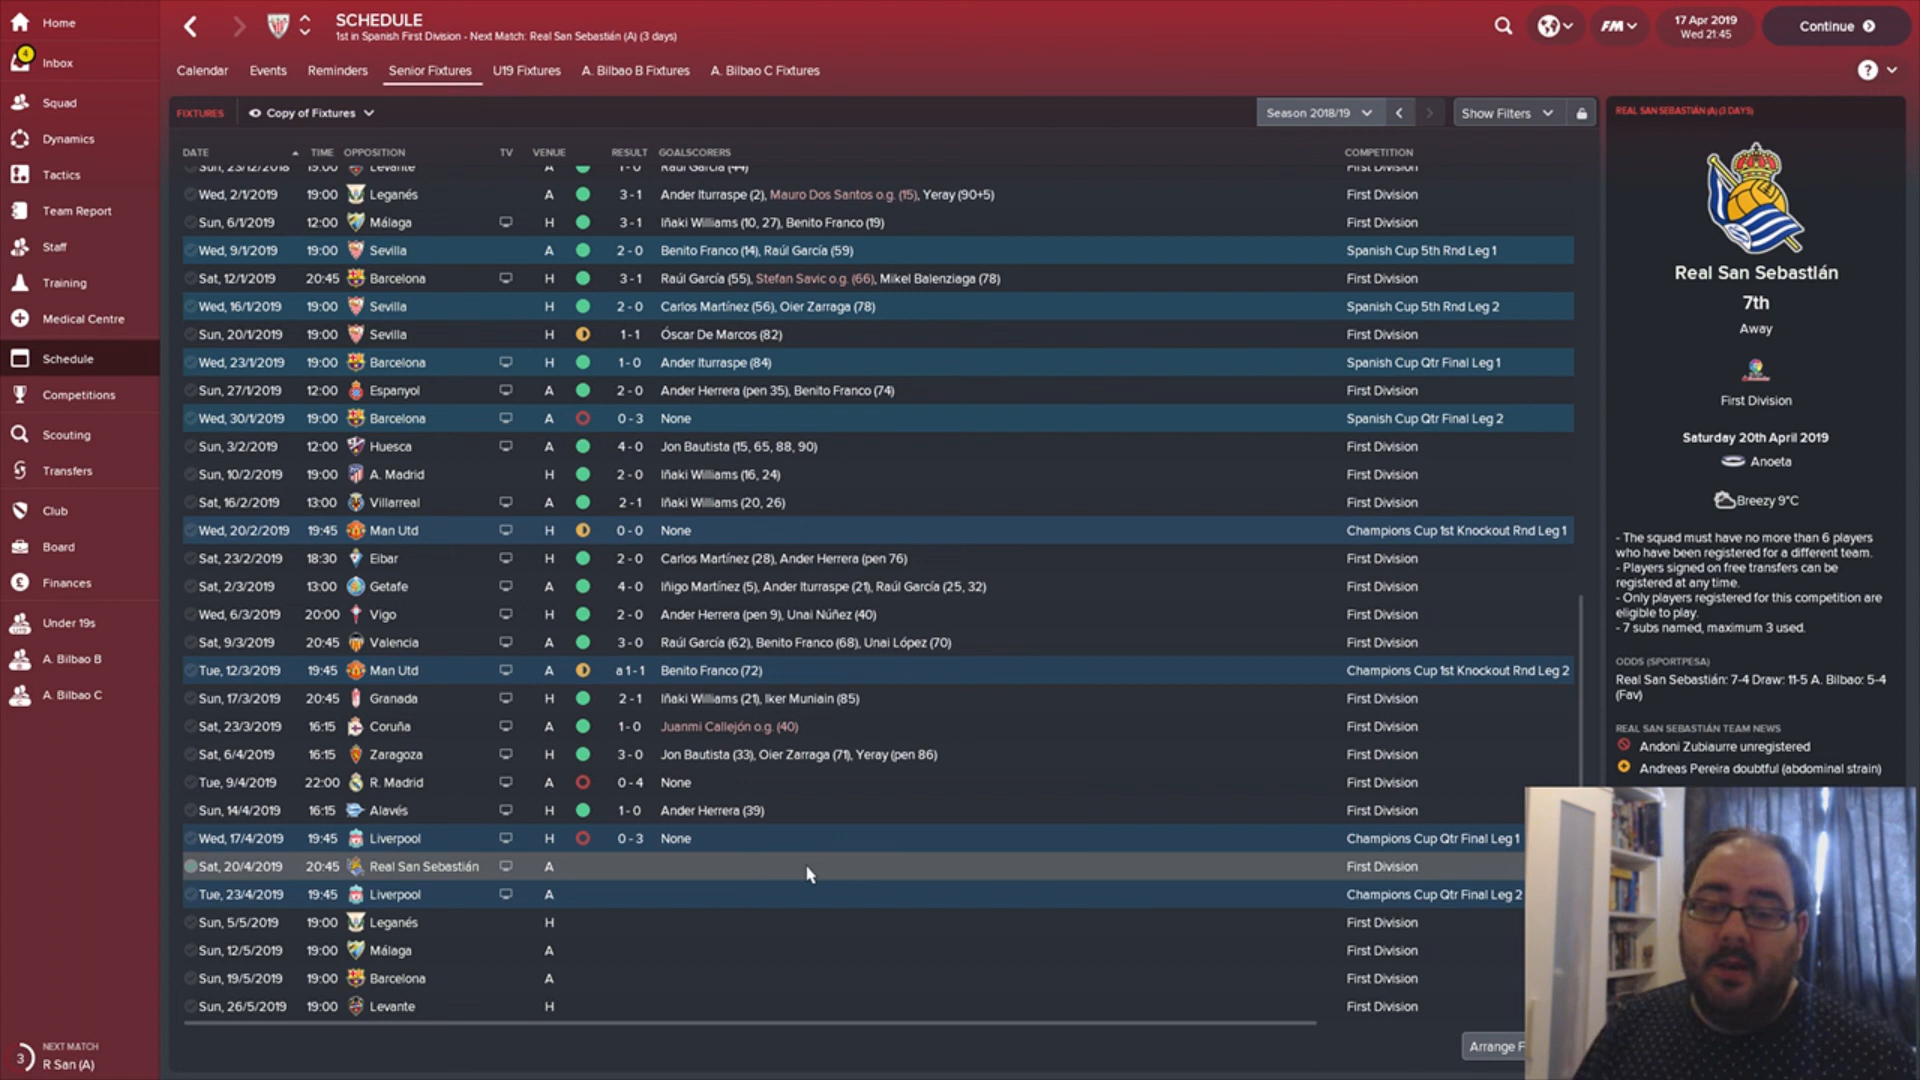 Home
4
Inbox
Squad
Dynamics
Tactics
Team Report
Staff
Training
Medical Centre
Schedule
Competitions
Scouting
Transfers
Club
Board
Finances
Under 19s
A. Bilbao B
A. Bilbao C
3 NEXT MATCH
R San (A)
SCHEDULE
1st in Spanish First Division - Next Match: Real San Sebastián (A) (3 days)
FM
17 Apr 2019
Wed 21:45
Continue
Calendar Events Reminders Senior Fixtures U19 Fixtures A. Bilbao B Fixtures A. Bilbao C Fixtures
?
FIXTURES Copy of Fixtures Season 2018/19 Show Filters
DATE TIME OPPOSITION TV VENUE RESULT GOALSCORERS COMPETITION
Sun, 23/12/2018 15:00 Levante A 1-0 Raúl García (44) First Division
Wed, 2/1/2019 19:00 Leganés A 3-1 Ander Iturraspe (2), Mauro Dos Santos o.g. (15), Yeray (90+5) First Division
Sun, 6/1/2019 12:00 Málaga H 3-1 Iñaki Williams (10, 27), Benito Franco (19) First Division
Wed, 9/1/2019 19:00 Sevilla A 2-0 Benito Franco (14), Raúl García (59) Spanish Cup 5th Rnd Leg 1
Sat, 12/1/2019 20:45 Barcelona H 3-1 Raúl García (55), Stefan Savic o.g. (66), Mikel Balenziaga (78) First Division
Wed, 16/1/2019 19:00 Sevilla H 2-0 Carlos Martínez (56), Oier Zarraga (78) Spanish Cup 5th Rnd Leg 2
Sun, 20/1/2019 19:00 Sevilla H 1-1 Óscar De Marcos (82) First Division
Wed, 23/1/2019 19:00 Barcelona H 1-0 Ander Iturraspe (84) Spanish Cup Qtr Final Leg 1
Sun, 27/1/2019 12:00 Espanyol A 2-0 Ander Herrera (pen 35), Benito Franco (74) First Division
Wed, 30/1/2019 19:00 Barcelona A 0-3 None Spanish Cup Qtr Final Leg 2
Sun, 3/2/2019 12:00 Huesca A 4-0 Jon Bautista (15, 65, 88, 90) First Division
Sun, 10/2/2019 19:00 A. Madrid H 2-0 Iñaki Williams (16, 24) First Division
Sat, 16/2/2019 13:00 Villarreal A 2-1 Iñaki Williams (20, 26) First Division
Wed, 20/2/2019 19:45 Man Utd H 0-0 None Champions Cup 1st Knockout Rnd Leg 1
Sat, 23/2/2019 18:30 Eibar H 2-0 Carlos Martínez (28), Ander Herrera (pen 76) First Division
Sat, 2/3/2019 13:00 Getafe A 4-0 Iñigo Martínez (5), Ander Iturraspe (21), Raúl García (25, 32) First Division
Wed, 6/3/2019 20:00 Vigo H 2-0 Ander Herrera (pen 9), Unai Núñez (40) First Division
Sat, 9/3/2019 20:45 Valencia A 3-0 Raúl García (62), Benito Franco (68), Unai López (70) First Division
Tue, 12/3/2019 19:45 Man Utd A a 1-1 Benito Franco (72) Champions Cup 1st Knockout Rnd Leg 2
Sun, 17/3/2019 20:45 Granada H 2-1 Iñaki Williams (21), Iker Muniain (85) First Division
Sat, 23/3/2019 16:15 Coruña A 1-0 Juanmi Callejón o.g. (40) First Division
Sat, 6/4/2019 16:15 Zaragoza H 3-0 Jon Bautista (33), Oier Zarraga (71), Yeray (pen 86) First Division
Tue, 9/4/2019 22:00 R. Madrid A 0-4 None First Division
Sun, 14/4/2019 16:15 Alavés H 1-0 Ander Herrera (39) First Division
Wed, 17/4/2019 19:45 Liverpool H 0-3 None Champions Cup Qtr Final Leg 1
Sat, 20/4/2019 20:45 Real San Sebastián A First Division
Tue, 23/4/2019 19:45 Liverpool A Champions Cup Qtr Final Leg 2
Sun, 5/5/2019 19:00 Leganés H First Division
Sun, 12/5/2019 19:00 Málaga A First Division
Sun, 19/5/2019 19:00 Barcelona A First Division
Sun, 26/5/2019 19:00 Levante H First Division
Arrange F
REAL SAN SEBASTIÁN (A) (3 DAYS)
Real San Sebastián
7th
Away
First Division
Saturday 20th April 2019
Anoeta
Breezy 9°C
- The squad must have no more than 6 players
who have been registered for a different team.
- Players signed on free transfers can be
registered at any time.
- Only players registered for this competition are
eligible to play.
- 7 subs named, maximum 3 used.
ODDS (SPORTPESA)
Real San Sebastián: 7-4 Draw: 11-5 A. Bilbao: 5-4
(Fav)
REAL SAN SEBASTIÁN TEAM NEWS
Andoni Zubiaurre unregistered
Andreas Pereira doubtful (abdominal strain)